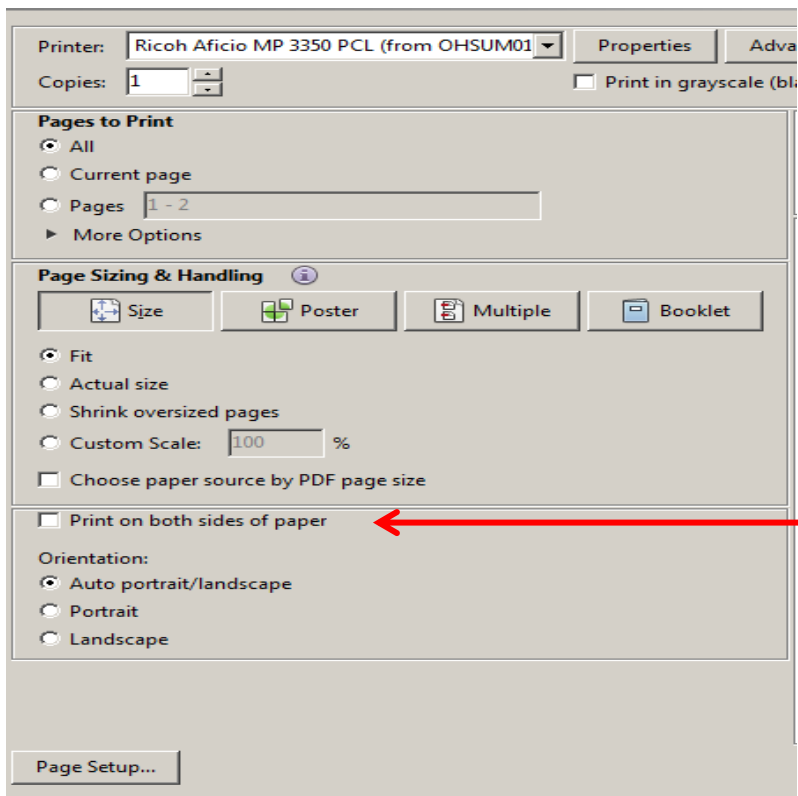 Printer: Ricoh Aficio MP 3350 PCL (from OHSUM01 Properties Adva
Copies: 1 Print in grayscale (bla
Pages to Print
All
Current page
Pages 1 - 2
More Options
Page Sizing & Handling
Size Poster Multiple Booklet
Fit
Actual size
Shrink oversized pages
Custom Scale: 100 %
Choose paper source by PDF page size
Print on both sides of paper
Orientation:
Auto portrait/landscape
Portrait
Landscape
Page Setup...